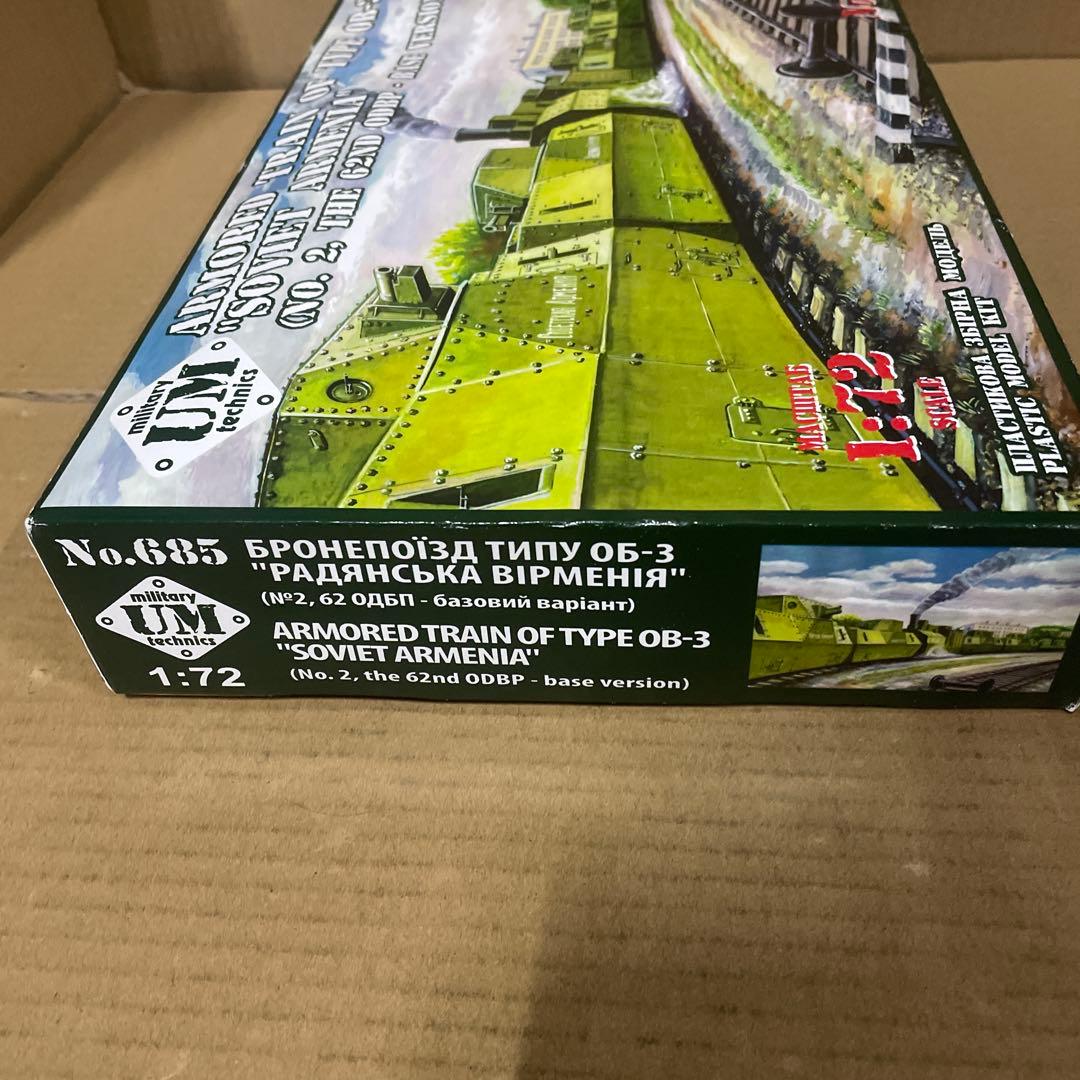 ARMORED TRAIN OF TYPE OB-3
"SOVIET ARMENIA"
(NO. 2, THE 62ND ODBP - BASE VERSION
military
UM
technics
МАСШТАБ
1:72
SCALE
ПЛАСТИКОВА ЗБІРНА МОДЕЛЬ
PLASTIC MODEL KIT
No.685
military
UM
technics
1:72
БРОНЕПОЇЗД ТИПУ ОБ-3
"РАДЯНСЬКА ВІРМЕНІЯ"
(№2, 62 ОДБП - базовий варіант)
ARMORED TRAIN OF TYPE OB-3
"SOVIET ARMENIA"
(No. 2, the 62nd ODBP - base version)